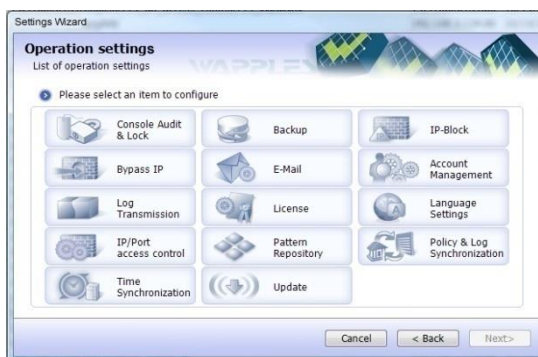 Settings Wizard
Operation settings
List of operation settings
WAPPLES
Please select an item to configure
Console Audit
& Lock
Backup
IP-Block
Bypass IP
E-Mail
Account
Management
Log
Transmission
License
Language
Settings
IP/Port
access control
Pattern
Repository
Policy & Log
Synchronization
Time
Synchronization
Update
Cancel
< Back
Next>